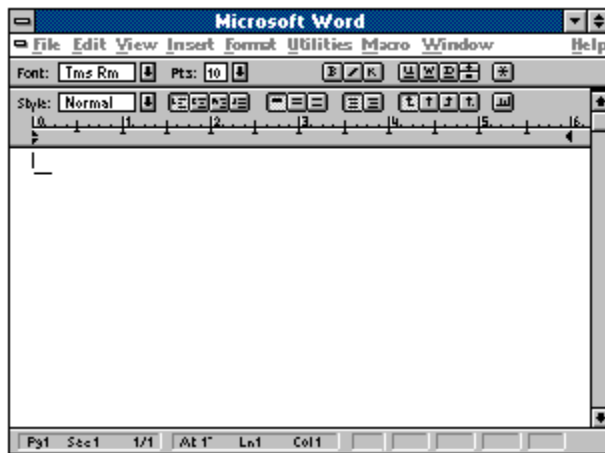 Microsoft Word
File Edit View Insert Format Utilities Macro Window Help
Font: Tms Rm Pts: 10 B I K U W D
Style: Normal
0 1 2 3 4 5 6
Pg1 Sec1 1/1 At 1" Ln1 Col1